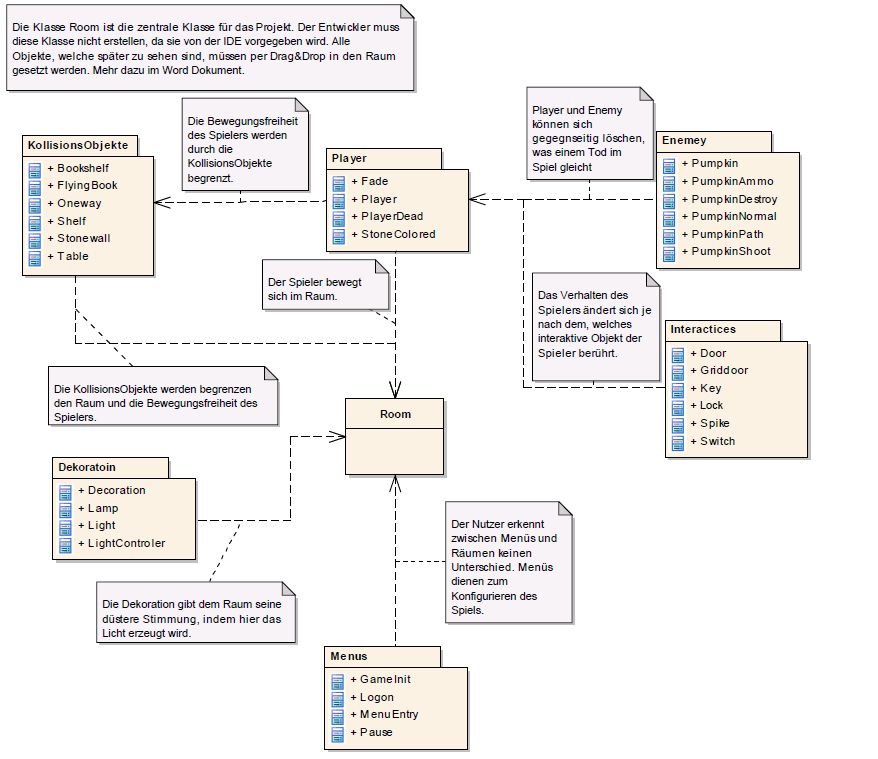 Die Klasse Room ist die zentrale Klasse für das Projekt. Der Entwickler muss
diese Klasse nicht erstellen, da sie von der IDE vorgegeben wird. Alle
Objekte, welche später zu sehen sind, müssen per Drag&Drop in den Raum
gesetzt werden. Mehr dazu im Word Dokument.
KollisionsObjekte
+ Bookshelf
+ FlyingBook
+ Oneway
+ Shelf
+ Stonewall
+ Table
Die Bewegungsfreiheit
des Spielers werden
durch die
KollisionsObjekte
begrenzt.
Player
+ Fade
+ Player
+ PlayerDead
+ StoneColored
Player und Enemy
können sich
gegegnseitig löschen,
was einem Tod im
Spiel gleicht
Enemey
+ Pumpkin
+ PumpkinAmmo
+ PumpkinDestroy
+ PumpkinNormal
+ PumpkinPath
+ PumpkinShoot
Der Spieler bewegt
sich im Raum.
Das Verhalten des
Spielers ändert sich je
nach dem, welches
interaktive Objekt der
Spieler berührt.
Interactices
+ Door
+ Griddoor
+ Key
+ Lock
+ Spike
+ Switch
Die KollisionsObjekte werden begrenzen
den Raum und die Bewegungsfreiheit des
Spielers.
Room
Dekoratoin
+ Decoration
+ Lamp
+ Light
+ LightControler
Der Nutzer erkennt
zwischen Menüs und
Räumen keinen
Unterschied. Menüs
dienen zum
Konfigurieren des
Spiels.
Die Dekoration gibt dem Raum seine
düstere Stimmung, indem hier das
Licht erzeugt wird.
Menus
+ GameInit
+ Logon
+ MenuEntry
+ Pause